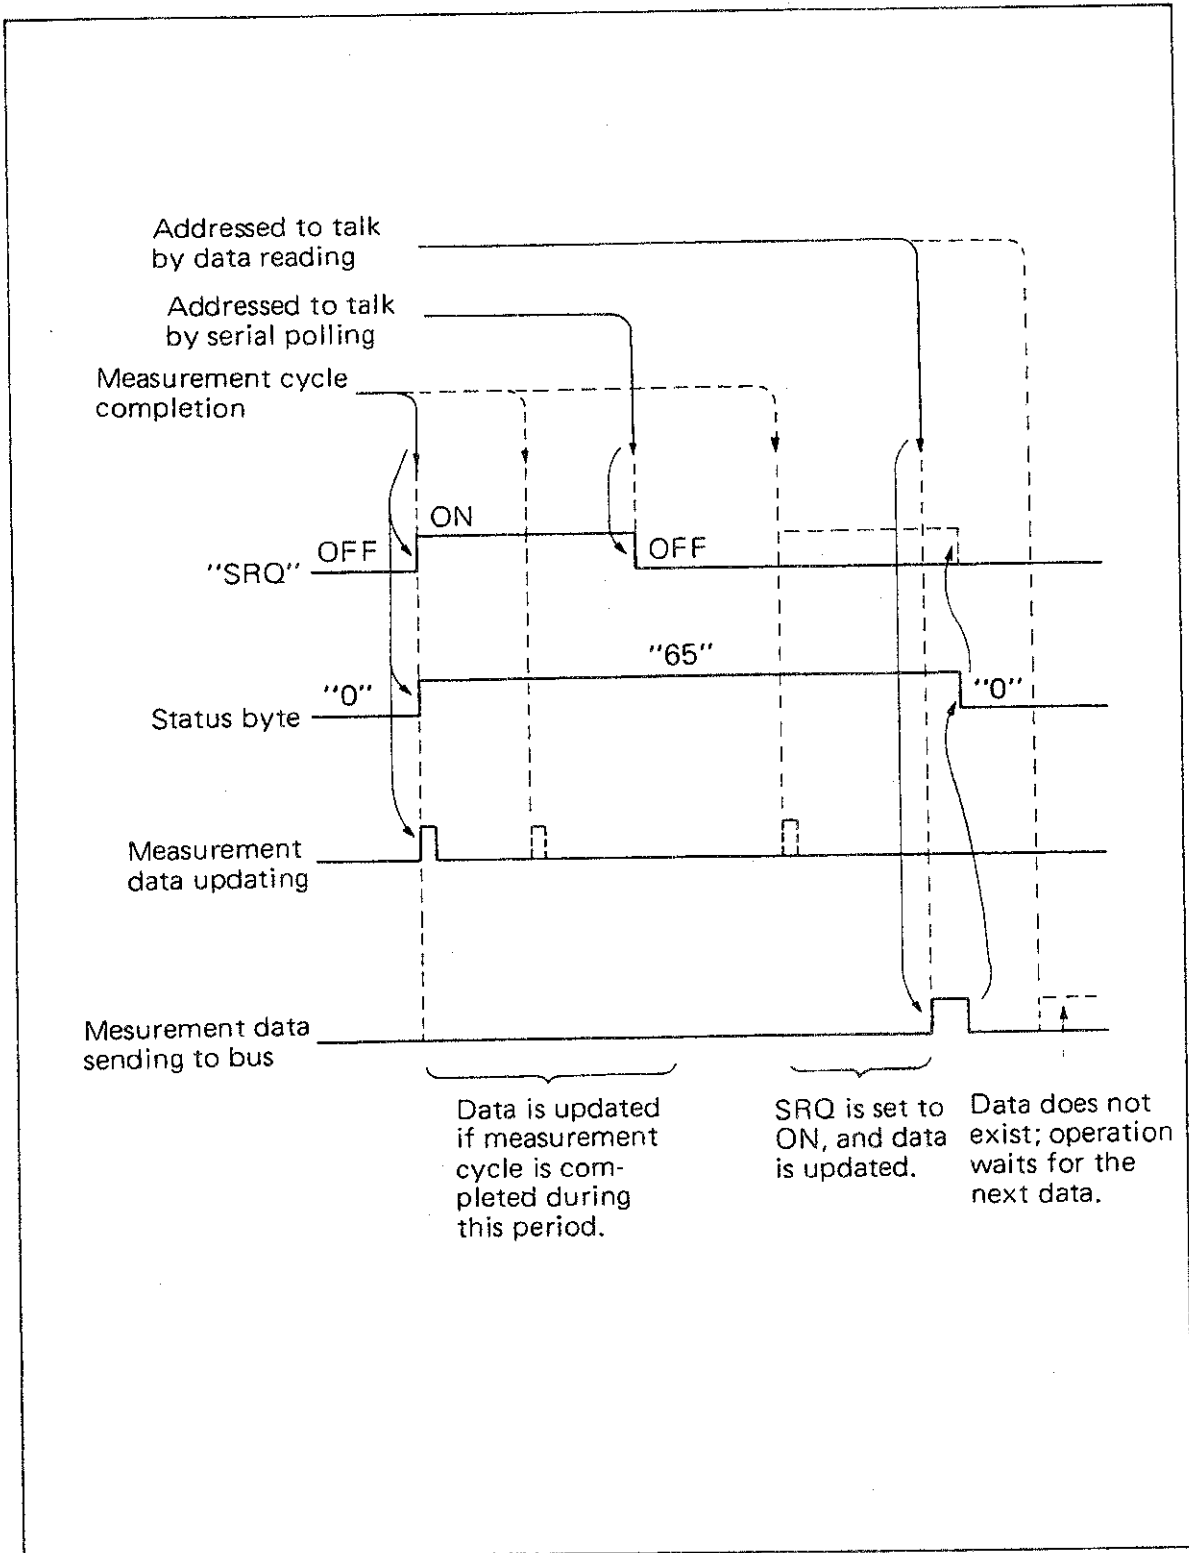 Addressed to talk
by data reading
Addressed to talk
by serial polling
Measurement cycle
completion
ON
OFF
OFF
"SRQ"
"65"
"0"
"0"
Status byte
Measurement
data updating
Mesurement data
sending to bus
Data is updated
if measurement
cycle is com-
pleted during
this period.
SRQ is set to
ON, and data
is updated.
Data does not
exist; operation
waits for the
next data.